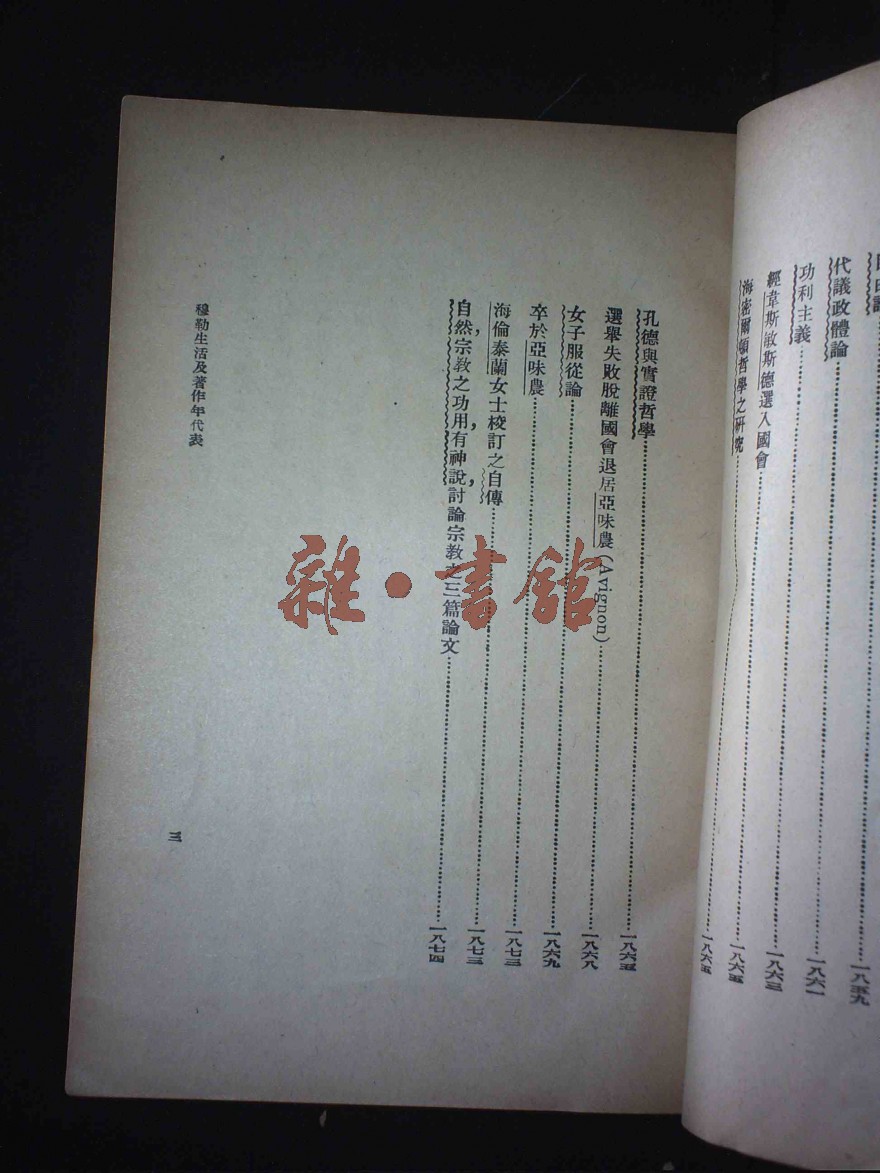 一八五九
代議政體論……一八六一
功利主義……一八六三
經韋斯敏斯德選入國會……一八六五
海密爾頓哲學之研究……一八六五
孔德與實證哲學……一八六五
選舉失敗脫離國會退居亞味農(Avignon)……一八六八
女子服從論……一八六九
卒於亞味農……一八七三
海倫泰蘭女士校訂之自傳……一八七三
自然宗教之功用,有神說,討論宗教之三篇論文……一八七四
穆勒生活及著作年代表
三
雜·書館